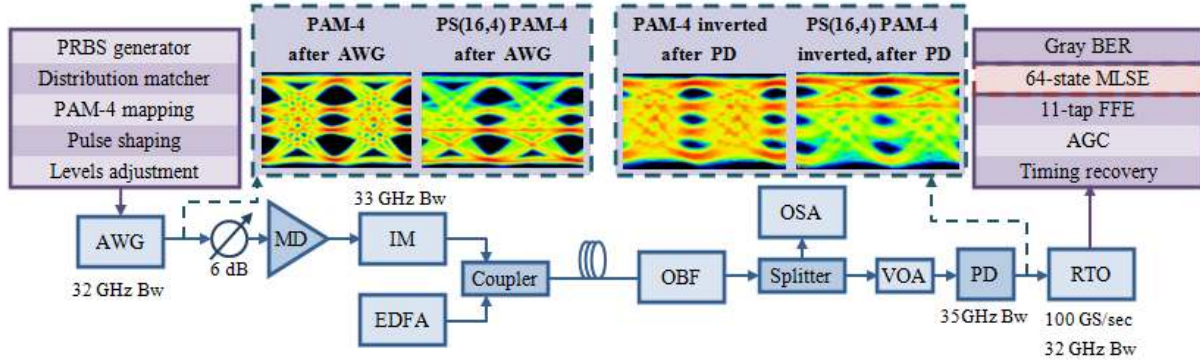 PRBS generator
Distribution matcher
PAM-4 mapping
Pulse shaping
Levels adjustment
PAM-4
after AWG
PS(16,4) PAM-4
after AWG
PAM-4 inverted
after PD
PS(16,4) PAM-4
inverted, after PD
Gray BER
64-state MLSE
11-tap FFE
AGC
Timing recovery
AWG
32 GHz Bw
6 dB
MD
33 GHz Bw
IM
EDFA
Coupler
OBF
OSA
Splitter
VOA
PD
35GHz Bw
RTO
100 GS/sec
32 GHz Bw